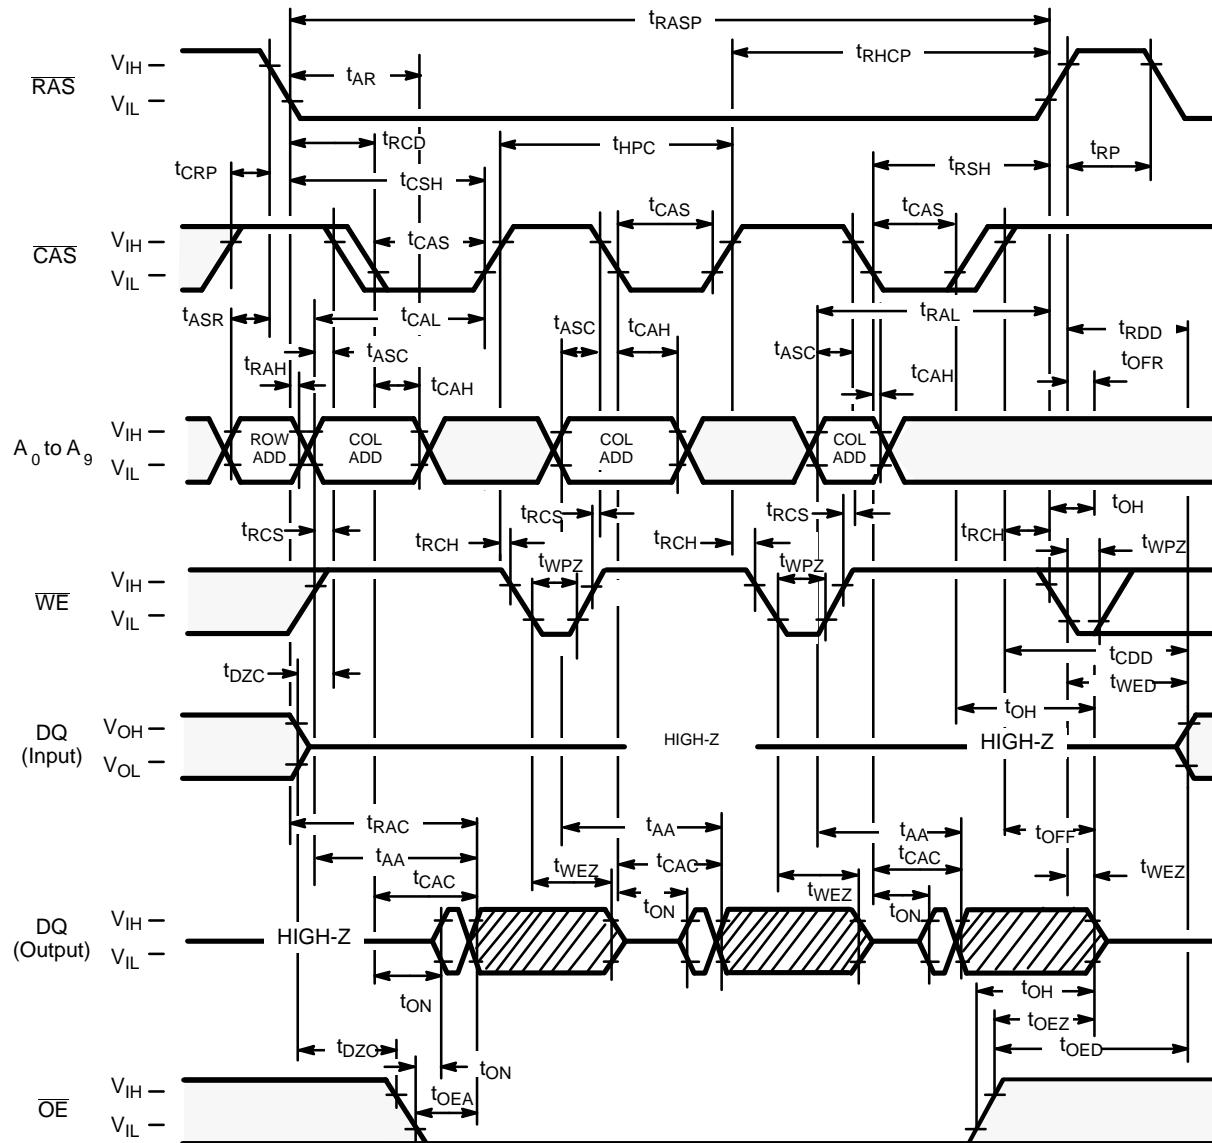 tRASP
tRHCP
VIH
RAS
tAR
VIL
tRCD
tHPC
tRP
tCRP
tRSH
tCSH
tCAS
tCAS
VIH
tCAS
CAS
VIL
tASR
tCAL
tASC
tCAH
tRAL
tRDD
tRAH
tASC
tASC
tOFR
tCAH
tCAH
VIH
ROW ADD
COL ADD
COL ADD
COL ADD
A0 to A9
VIL
tRCS
tRCS
tRCS
tOH
tRCH
tRCH
tRCH
tWPZ
tWPZ
tWPZ
VIH
WE
VIL
tDZC
tCDD
tWED
tOH
DQ
(Input)
VOH
HIGH-Z
HIGH-Z
VOL
tRAC
tAA
tAA
tOFF
tAA
tCAC
tCAC
tCAC
tWEZ
tWEZ
tWEZ
tON
tON
DQ
(Output)
VIH
HIGH-Z
VIL
tON
tOH
tOEZ
tDZO
tOED
tON
VIH
tOEA
OE
VIL